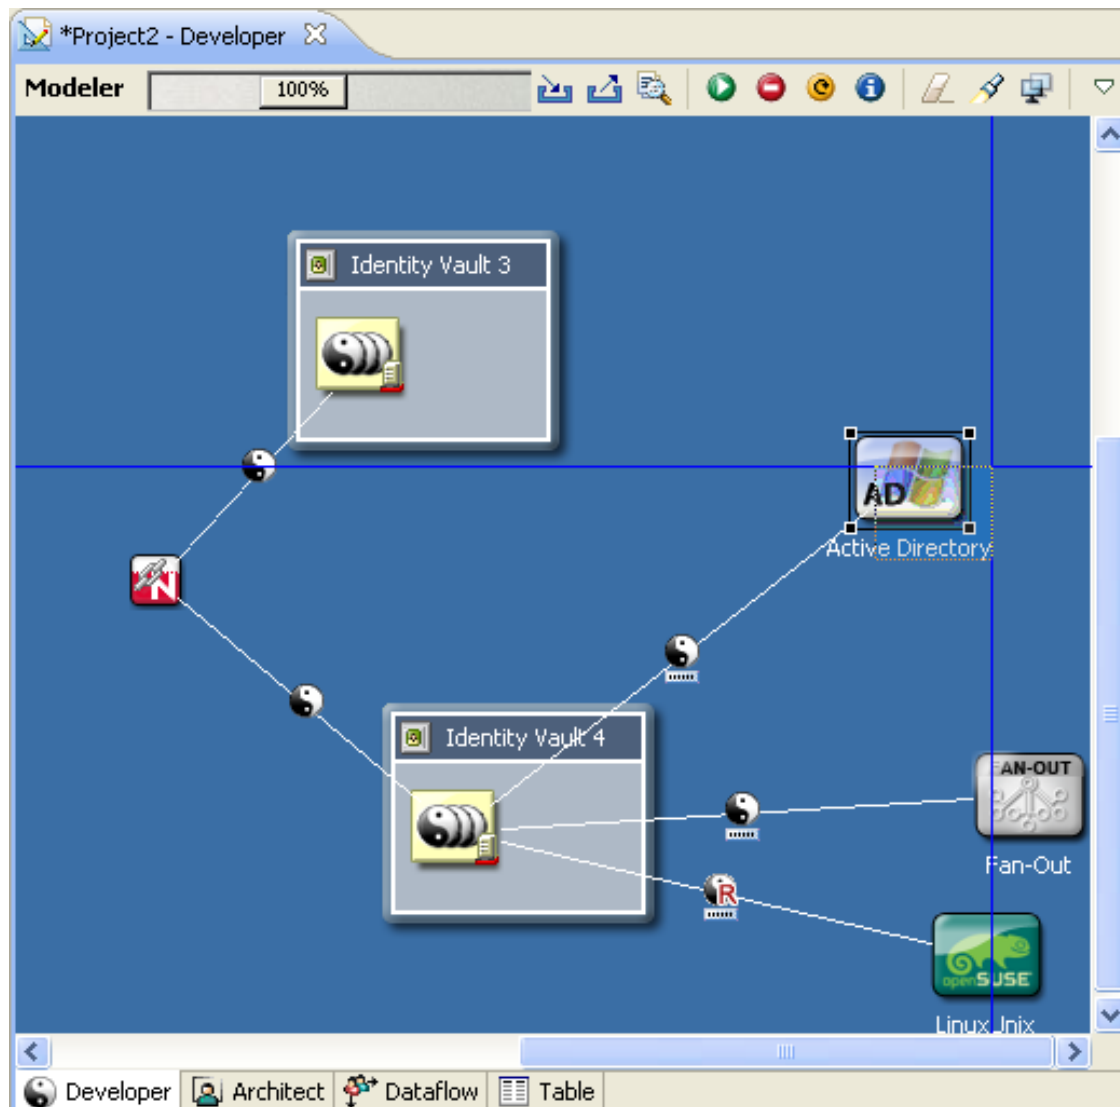 *Project2 - Developer
Modeler
100%
Identity Vault 3
AD
Active Directory
N
Identity Vault 4
FAN-OUT
Fan-Out
R
openSUSE
Linux Unix
Developer
Architect
Dataflow
Table